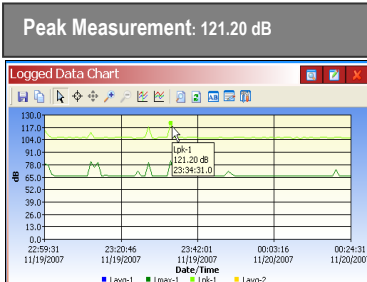 Peak Measurement: 121.20 dB
Logged Data Chart
130.0
117.0
104.0
91.0
78.0
65.0
52.0
39.0
26.0
13.0
0.0
dB
Lpk-1
121.20 dB
23:34:31.0
22:59:31 23:20:46 23:42:01 00:03:16 00:24:31
11/19/2007 11/19/2007 11/19/2007 11/20/2007 11/20/2007
Date/Time
Lavg-1 Lmax-1 Lpk-1 Lavg-2